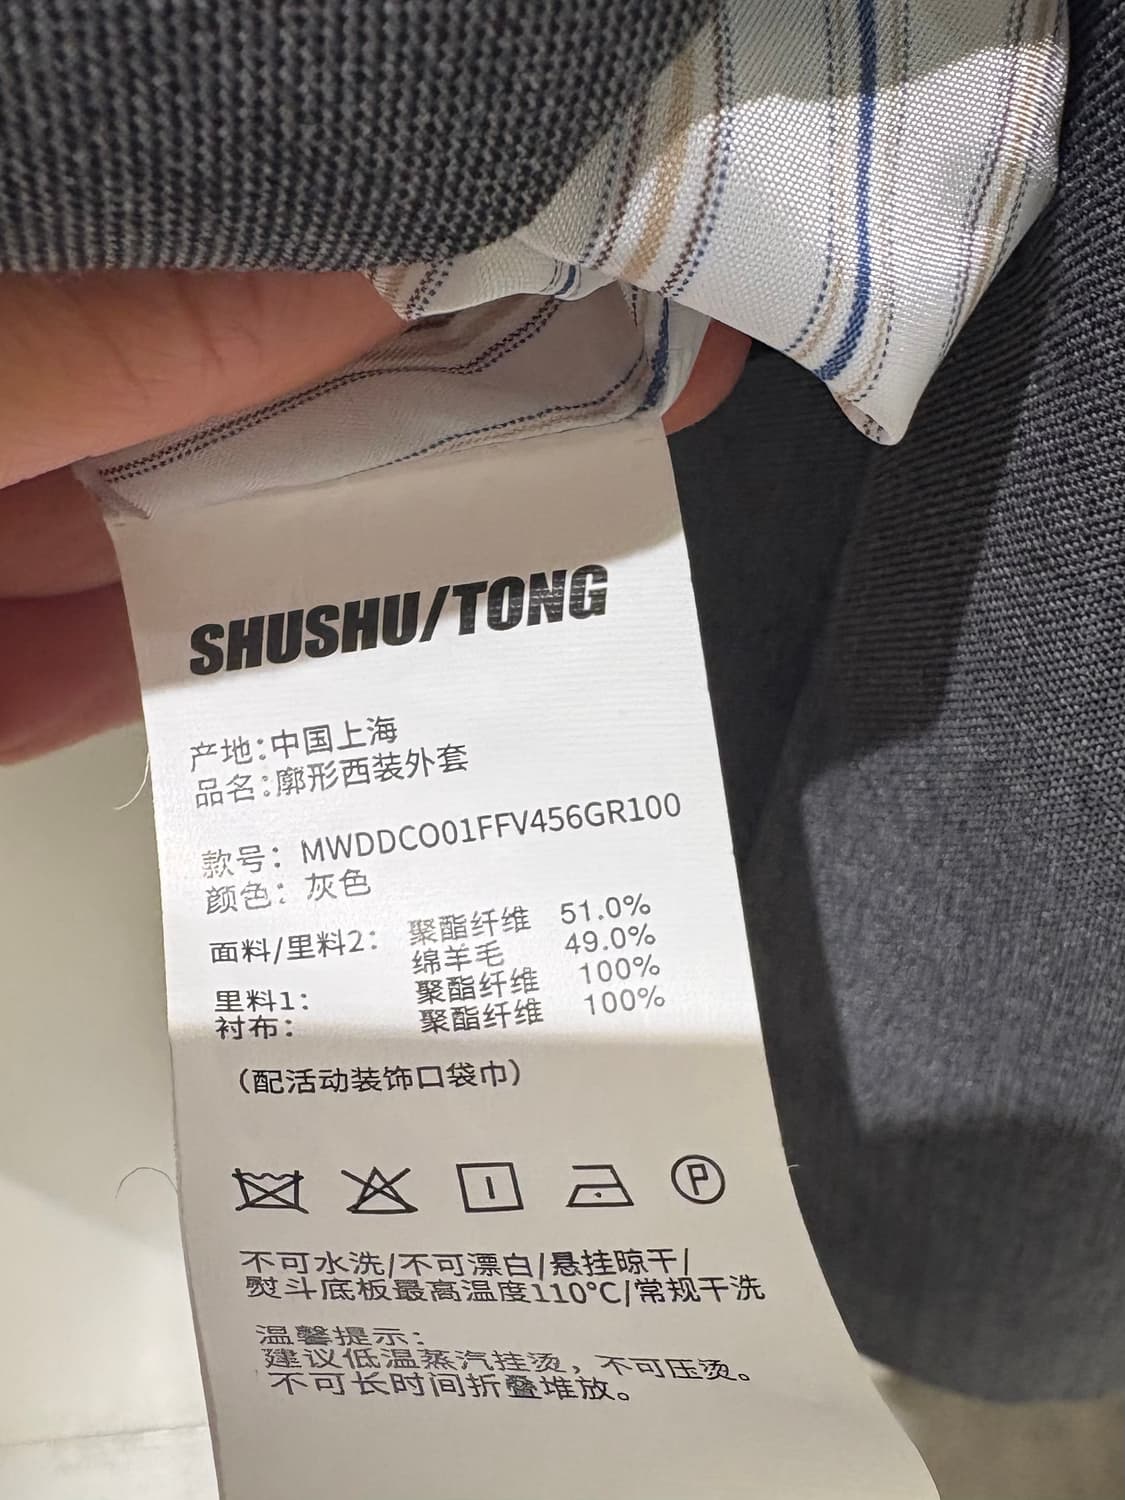 SHUSHU/TONG
产地:中国上海
品名:廓形西装外套
款号: MWDDCO01FFV456GR100
颜色: 灰色
面料/里料2: 聚酯纤维 51.0%
绵羊毛 49.0%
里料1: 聚酯纤维 100%
衬布: 聚酯纤维 100%
(配活动装饰口袋巾)
P
不可水洗/不可漂白/悬挂晾干/
熨斗底板最高温度110℃/常规干洗
温馨提示:
建议低温蒸汽挂烫，不可压烫。
不可长时间折叠堆放。